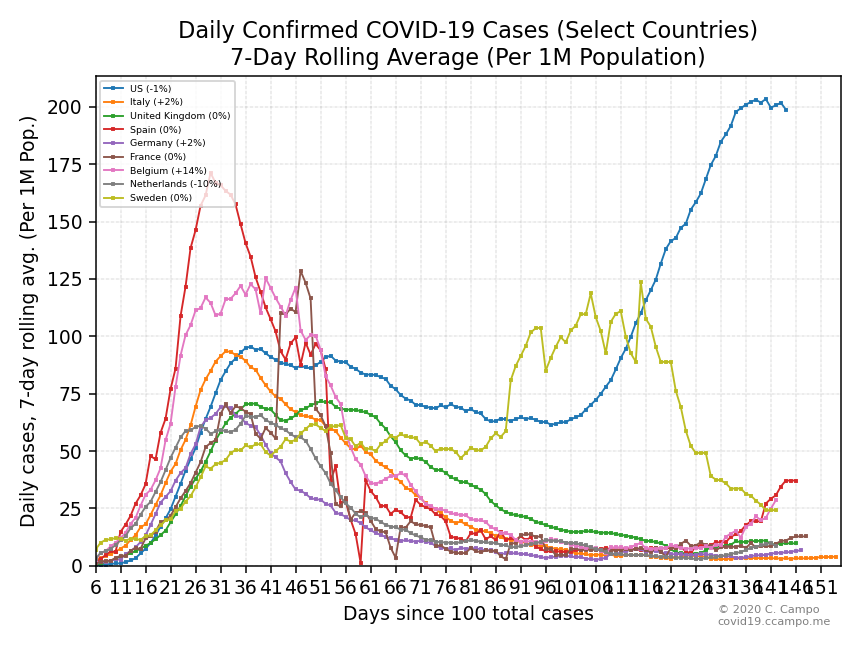 Daily Confirmed COVID-19 Cases (Select Countries)
7-Day Rolling Average (Per 1M Population)
Daily cases, 7-day rolling avg. (Per 1M Pop.)
200
175
150
125
100
75
50
25
0
US (-1%)
Italy (+2%)
United Kingdom (0%)
Spain (0%)
Germany (+2%)
France (0%)
Belgium (+14%)
Netherlands (-10%)
Sweden (0%)
6 11 16 21 26 31 36 41 46 51 56 61 66 71 76 81 86 91 96 101 106 111 116 121 126 131 136 141 146 151
Days since 100 total cases
© 2020 C. Campo
covid19.ccampo.me